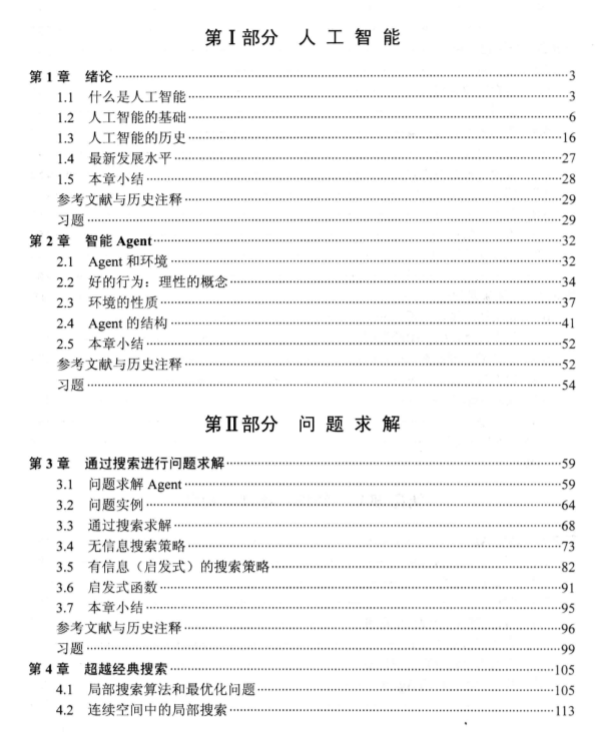 第Ⅰ部分 人工智能
第1章 绪论……3
1.1 什么是人工智能……3
1.2 人工智能的基础……6
1.3 人工智能的历史……16
1.4 最新发展水平……27
1.5 本章小结……28
参考文献与历史注释……29
习题……29
第2章 智能 Agent……32
2.1 Agent 和环境……32
2.2 好的行为：理性的概念……34
2.3 环境的性质……37
2.4 Agent 的结构……41
2.5 本章小结……52
参考文献与历史注释……52
习题……54
第Ⅱ部分 问题求解
第3章 通过搜索进行问题求解……59
3.1 问题求解 Agent……59
3.2 问题实例……64
3.3 通过搜索求解……68
3.4 无信息搜索策略……73
3.5 有信息（启发式）的搜索策略……82
3.6 启发式函数……91
3.7 本章小结……95
参考文献与历史注释……96
习题……99
第4章 超越经典搜索……105
4.1 局部搜索算法和最优化问题……105
4.2 连续空间中的局部搜索……113